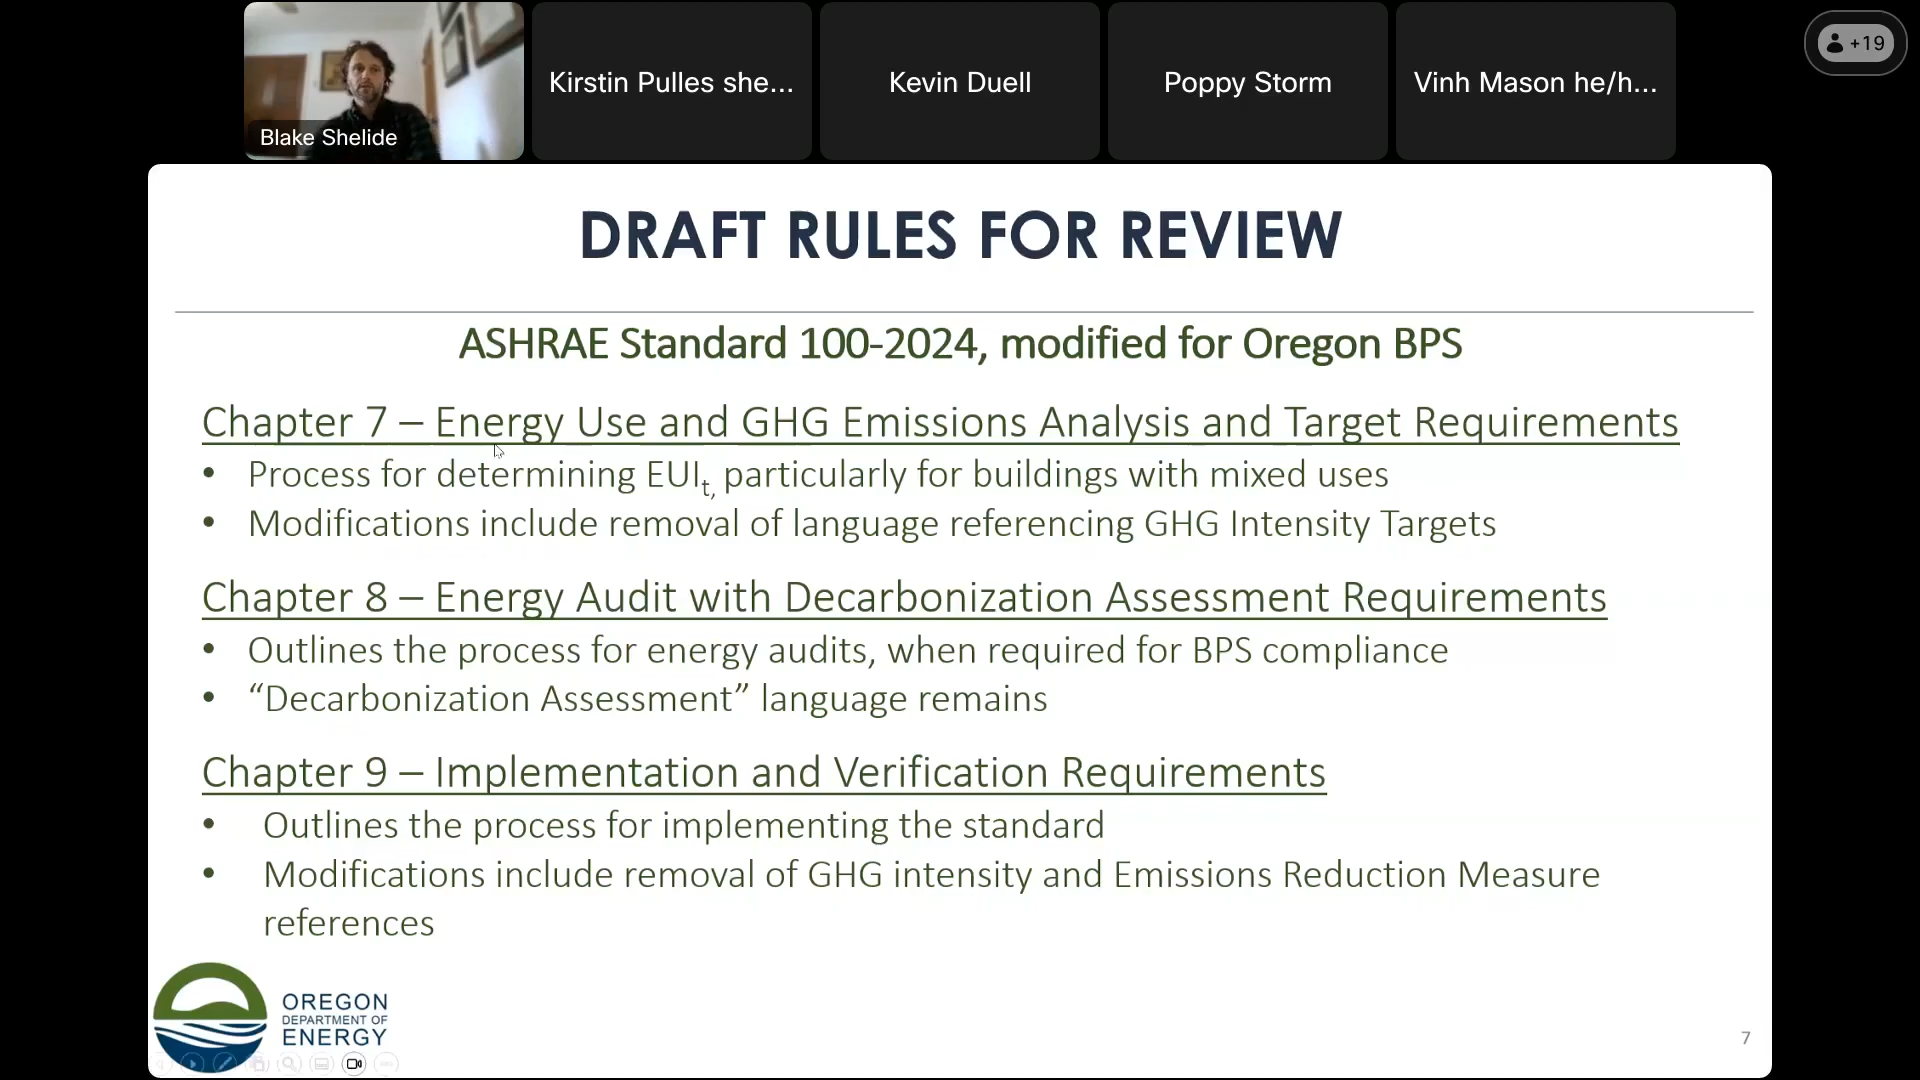 Blake Shelide
Kirstin Pulles she...
Kevin Duell
Poppy Storm
Vinh Mason he/h...
+19
DRAFT RULES FOR REVIEW
ASHRAE Standard 100-2024, modified for Oregon BPS
Chapter 7 – Energy Use and GHG Emissions Analysis and Target Requirements
• Process for determining EUIt, particularly for buildings with mixed uses
• Modifications include removal of language referencing GHG Intensity Targets
Chapter 8 – Energy Audit with Decarbonization Assessment Requirements
• Outlines the process for energy audits, when required for BPS compliance
• “Decarbonization Assessment” language remains
Chapter 9 – Implementation and Verification Requirements
• Outlines the process for implementing the standard
• Modifications include removal of GHG intensity and Emissions Reduction Measure
references
OREGON
DEPARTMENT OF
ENERGY
7